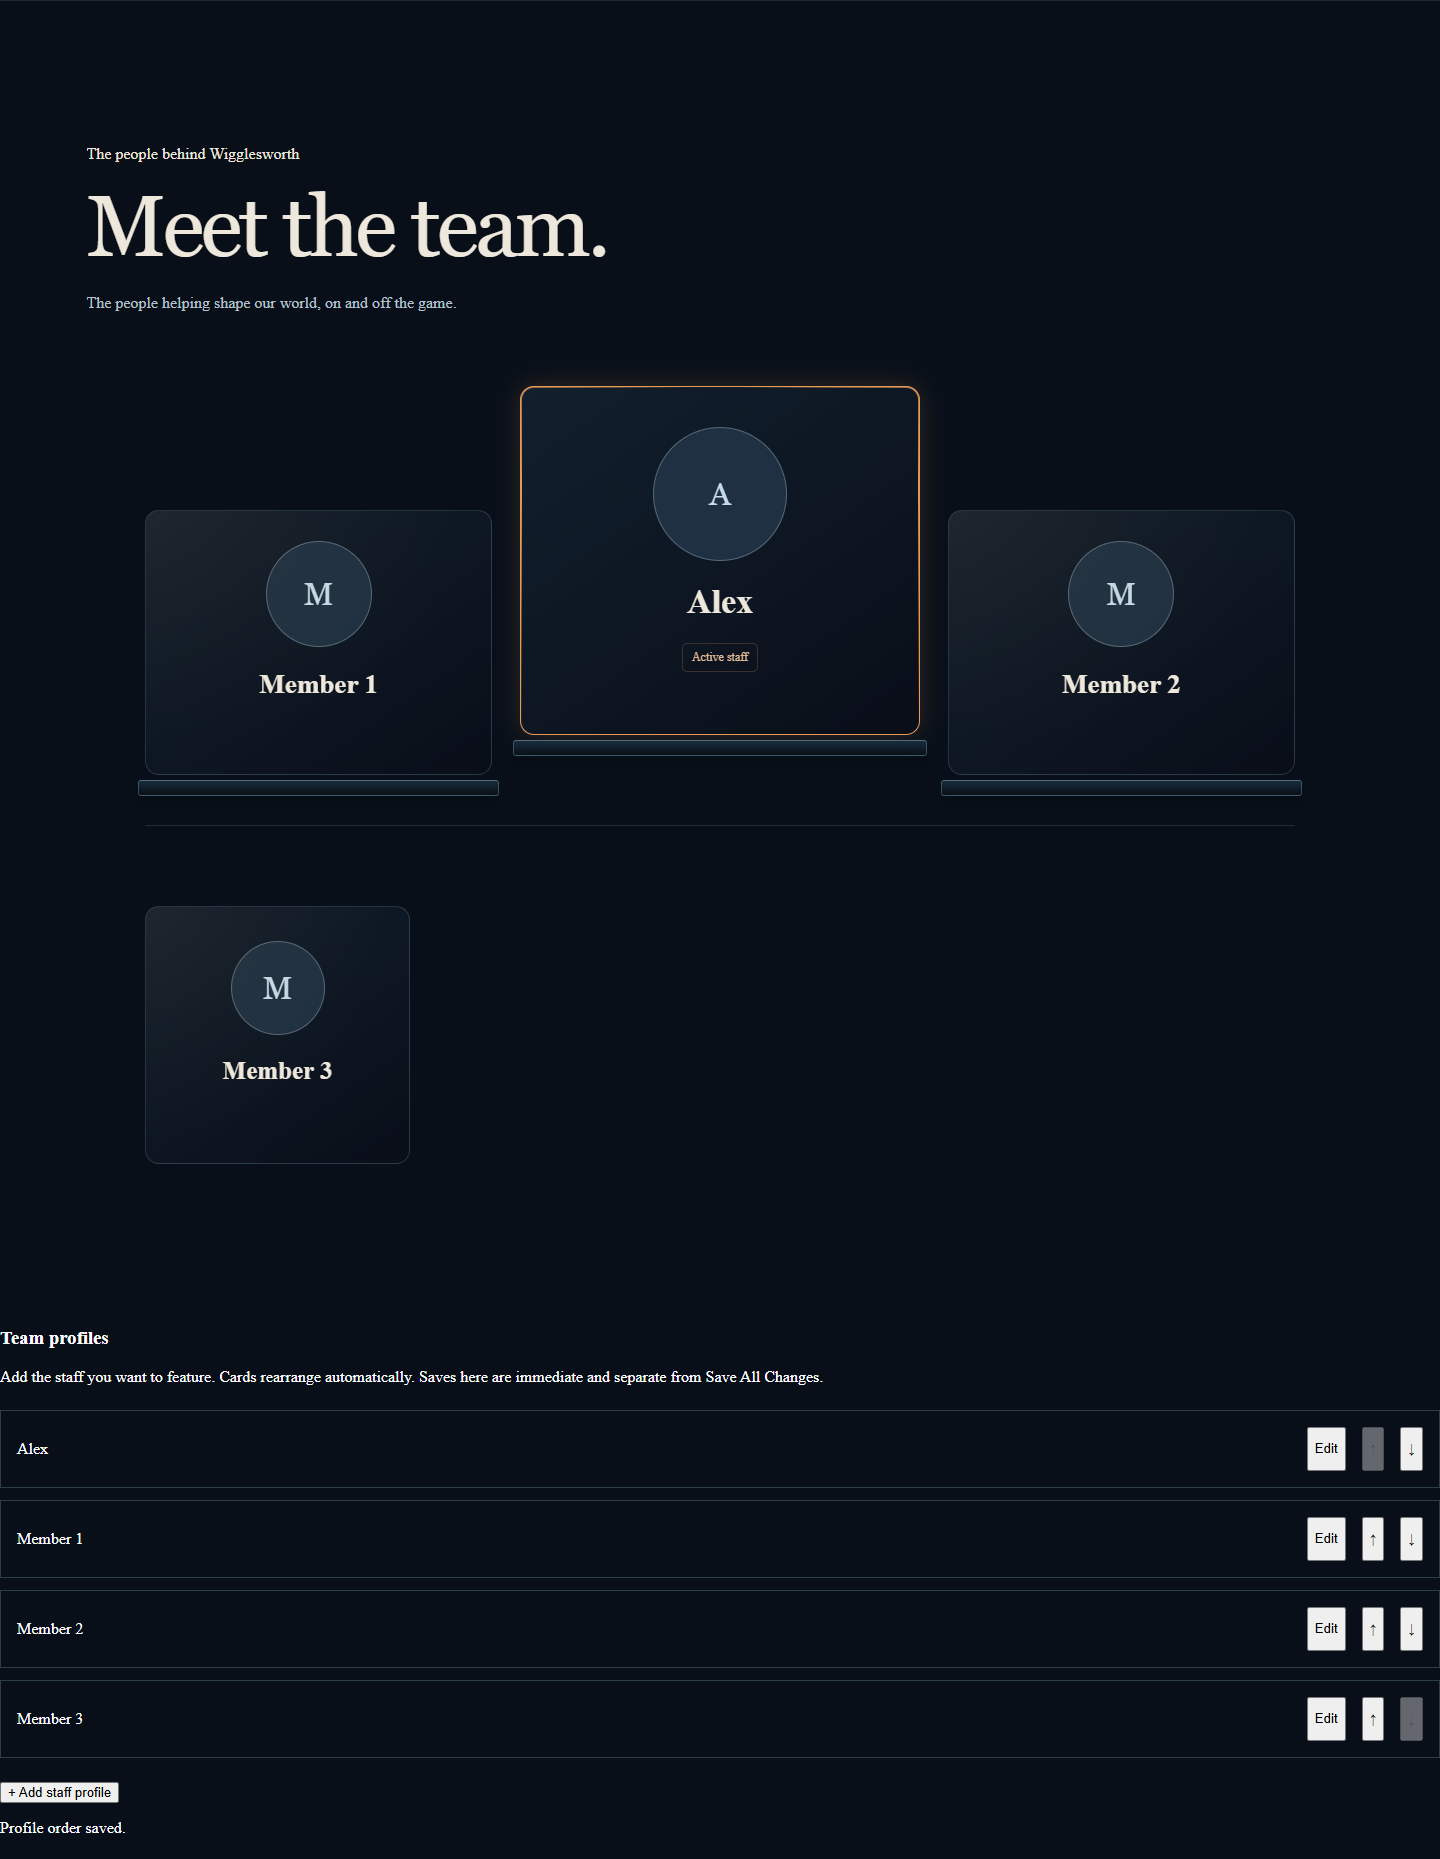 The people behind Wigglesworth
Meet the team.
The people helping shape our world, on and off the game.
A
Alex
Active staff
M
Member 1
M
Member 2
M
Member 3
Team profiles
Add the staff you want to feature. Cards rearrange automatically. Saves here are immediate and separate from Save All Changes.
Alex
Edit
↑
↓
Member 1
Edit
↑
↓
Member 2
Edit
↑
↓
Member 3
Edit
↑
↓
+ Add staff profile
Profile order saved.